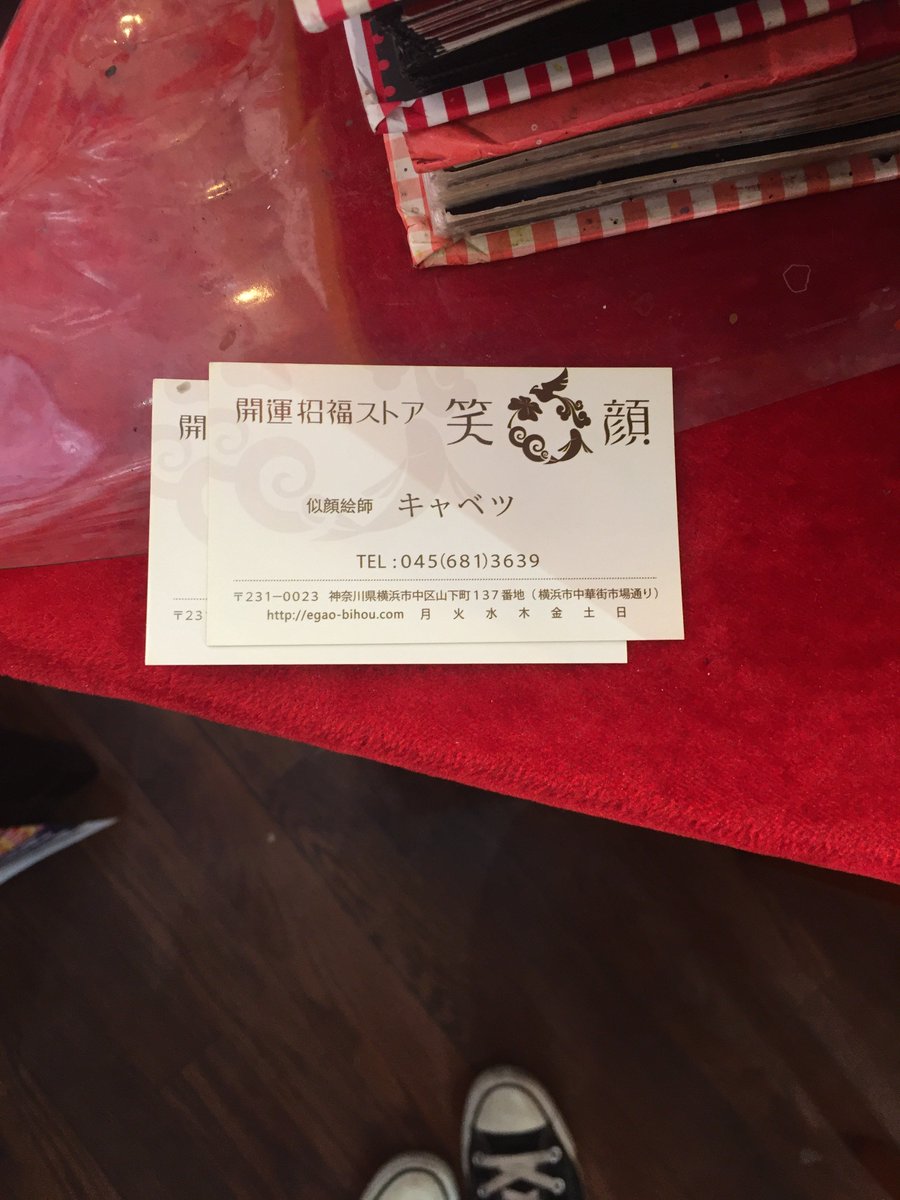 開運招福ストア 笑顔
似顔絵師 キャベツ
TEL : 045(681)3639
〒231−0023 神奈川県横浜市中区山下町137番地（横浜市中華街市場通り）
http://egao-bihou.com 月 火 水 木 金 土 日
開
〒23